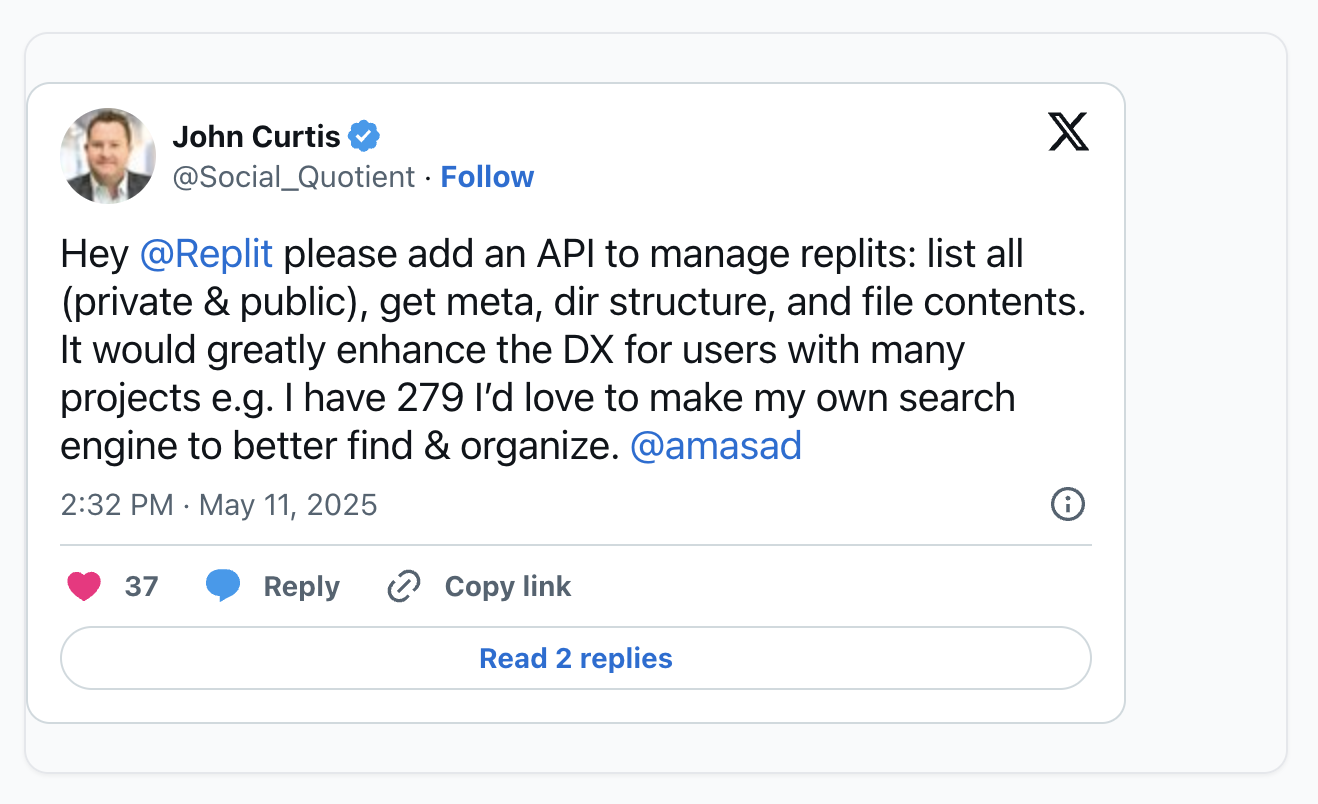 John Curtis
@Social_Quotient · Follow
Hey @Replit please add an API to manage replits: list all
(private & public), get meta, dir structure, and file contents.
It would greatly enhance the DX for users with many
projects e.g. I have 279 I’d love to make my own search
engine to better find & organize. @amasad
2:32 PM · May 11, 2025
37 Reply Copy link
Read 2 replies